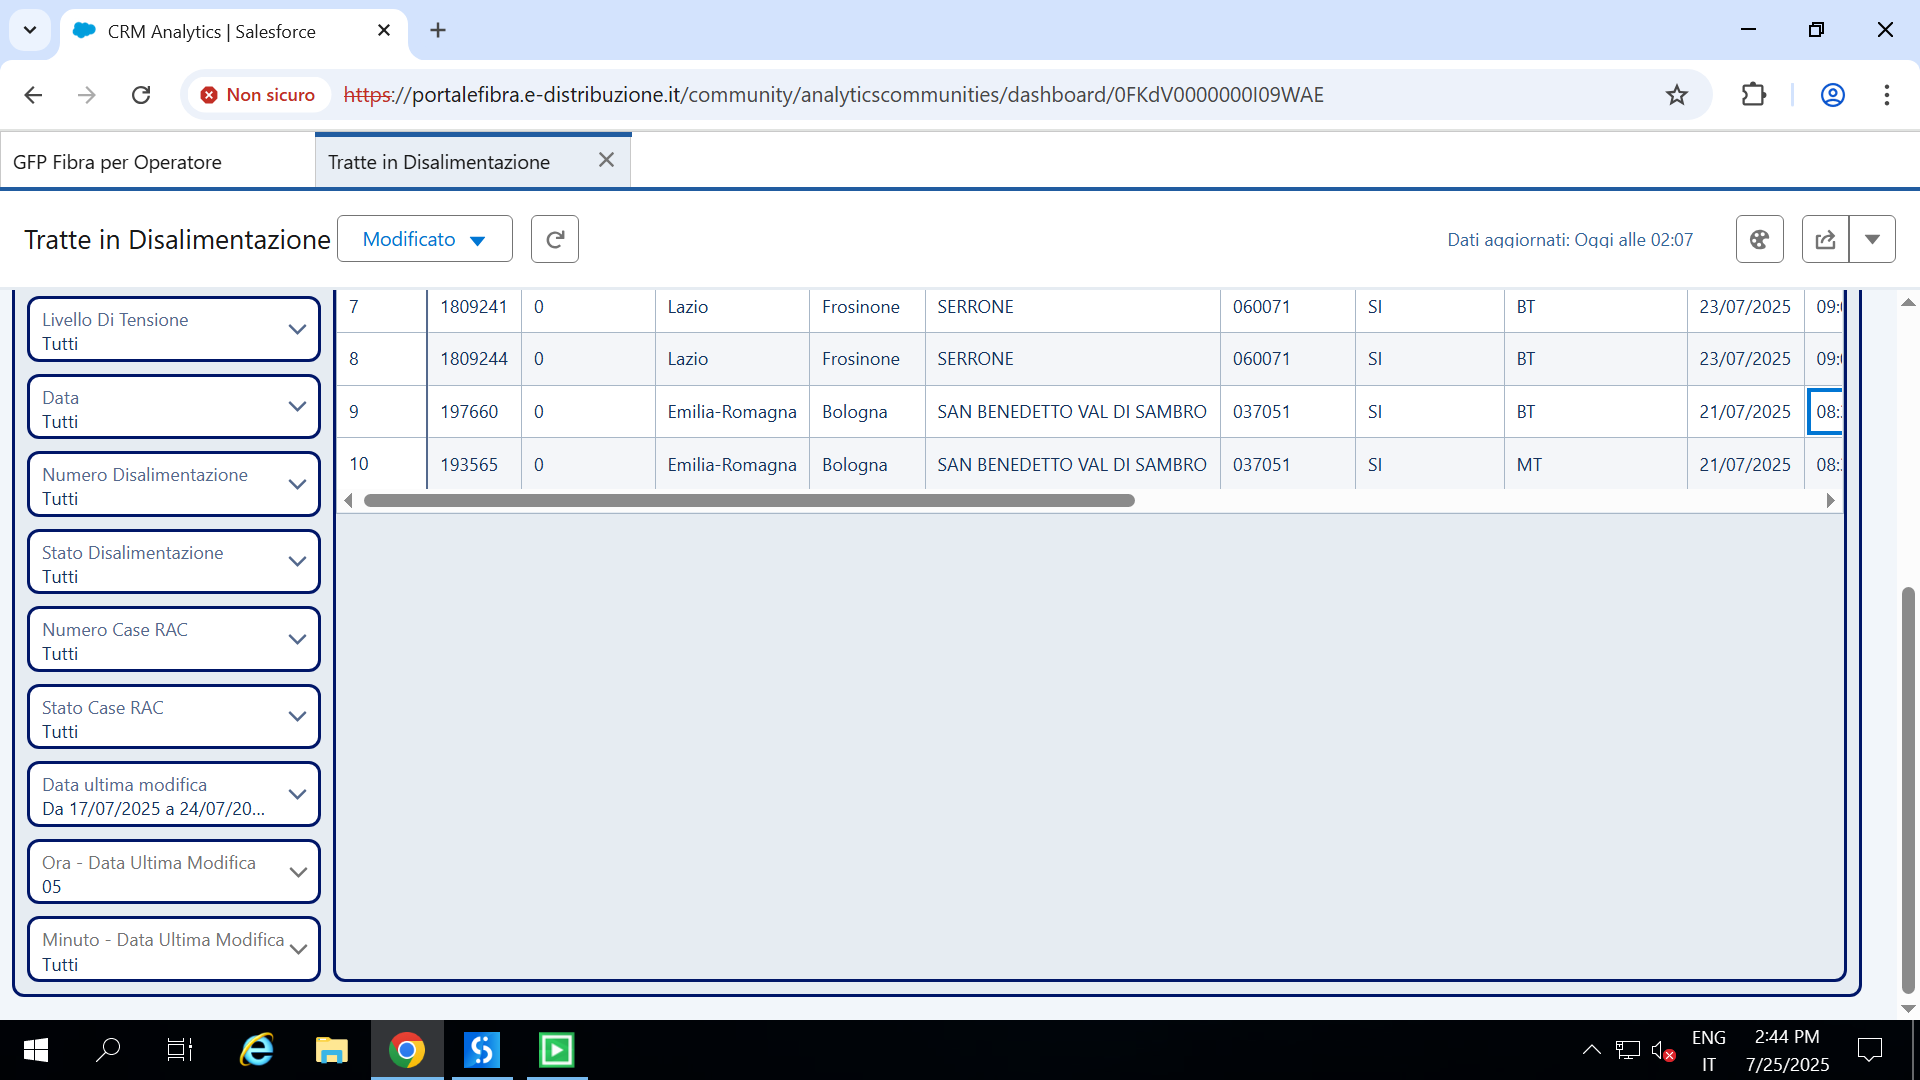 CRM Analytics | Salesforce
Non sicuro
https://portalefibra.e-distribuzione.it/community/analyticscommunities/dashboard/0FKdV0000000I09WAE
GFP Fibra per Operatore
Tratte in Disalimentazione
Tratte in Disalimentazione
Modificato
Dati aggiornati: Oggi alle 02:07
Livello Di Tensione
Tutti
Data
Tutti
Numero Disalimentazione
Tutti
Stato Disalimentazione
Tutti
Numero Case RAC
Tutti
Stato Case RAC
Tutti
Data ultima modifica
Da 17/07/2025 a 24/07/20...
Ora - Data Ultima Modifica
05
Minuto - Data Ultima Modifica
Tutti
7 1809241 0 Lazio Frosinone SERRONE 060071 SI BT 23/07/2025 09:
8 1809244 0 Lazio Frosinone SERRONE 060071 SI BT 23/07/2025 09:
9 197660 0 Emilia-Romagna Bologna SAN BENEDETTO VAL DI SAMBRO 037051 SI BT 21/07/2025 08:
10 193565 0 Emilia-Romagna Bologna SAN BENEDETTO VAL DI SAMBRO 037051 SI MT 21/07/2025 08:
ENG
IT
2:44 PM
7/25/2025